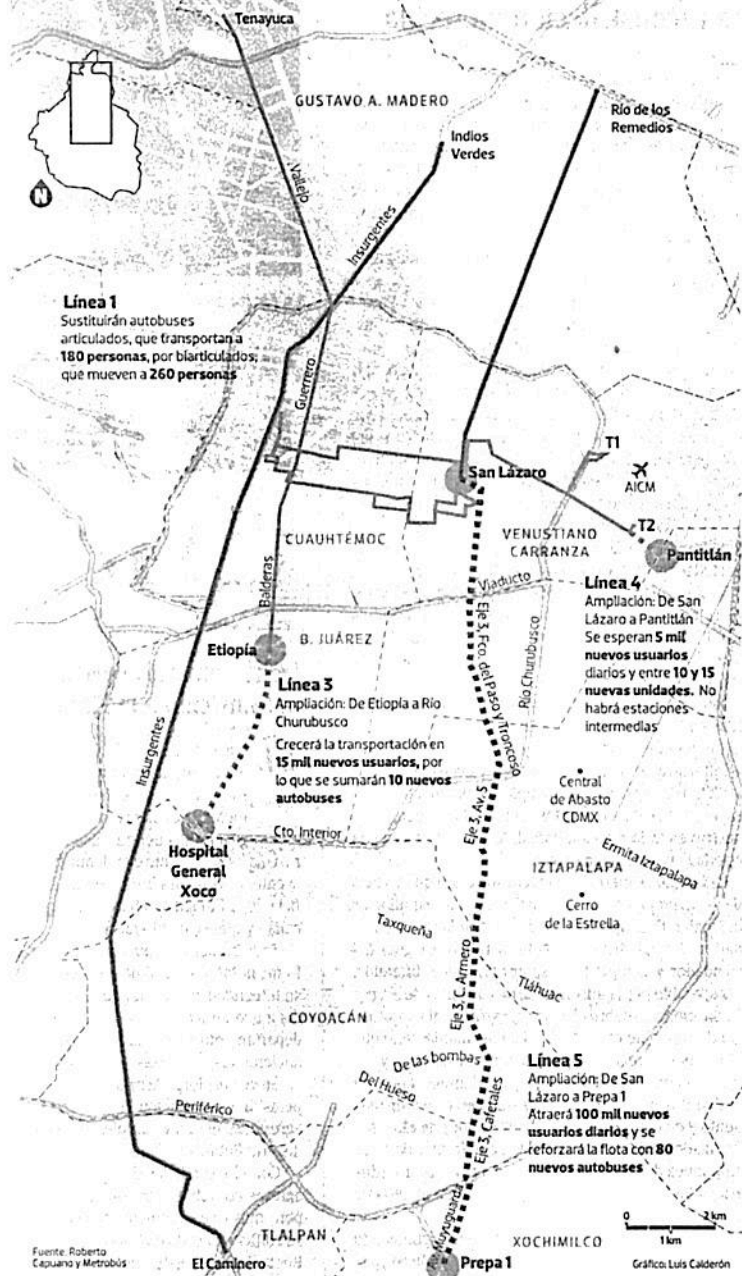 Tenayuca
GUSTAVO A. MADERO
Río de los
Remedios
Indios
Verdes
N
Vallejo
Insurgentes
Línea 1
Sustituirán autobuses
articulados, que transportan a
180 personas, por biarticulados,
que mueven a 260 personas
Guerrero
T1
San Lázaro
AICM
T2
CUAUHTÉMOC
VENUSTIANO
CARRANZA
Pantitlán
Balderas
Viaducto
Línea 4
Ampliación: De San
Lázaro a Pantitlán
Se esperan 5 mil
nuevos usuarios
diarios y entre 10 y 15
nuevas unidades. No
habrá estaciones
intermedias
Etiopía
B. JUÁREZ
Eje 3, Fco. del Paso y Troncoso
Río Churubusco
Línea 3
Ampliación: De Etiopía a Río
Churubusco
Crecerá la transportación en
15 mil nuevos usuarios, por
lo que se sumarán 10 nuevos
autobuses
Insurgentes
Central
de Abasto
CDMX
Eje 3, Av. 5
Cto. Interior
Hospital
General
Xoco
IZTAPALAPA
Ermita Iztapalapa
Cerro
de la Estrella
Taxqueña
Eje 3, C. Armero
Tláhuac
COYOACÁN
De las bombas
Del Hueso
Línea 5
Ampliación: De San
Lázaro a Prepa 1
Atraerá 100 mil nuevos
usuarios diarios y se
reforzará la flota con 80
nuevos autobuses
Periférico
Eje 3, Cafetales
Muyuguarda
0 2 km
1 km
TLALPAN
XOCHIMILCO
Fuente: Roberto
Capuano y Metrobús
El Caminero
Prepa 1
Gráfico: Luis Calderón